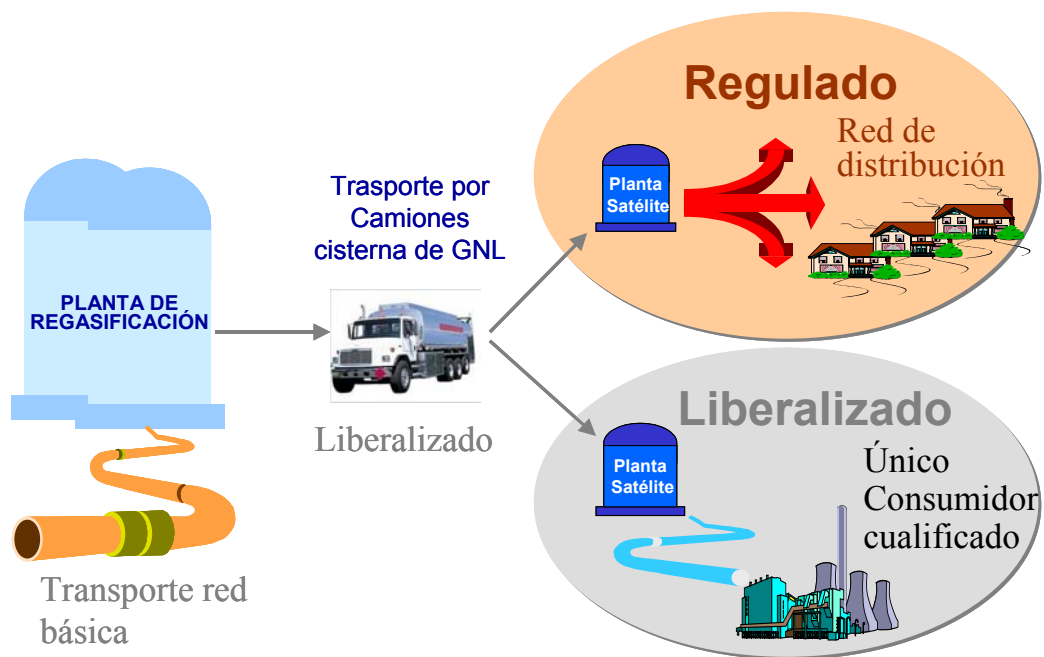 PLANTA DE
REGASIFICACIÓN
Transporte red
básica
Trasporte por
Camiones
cisterna de GNL
Liberalizado
Regulado
Red de
distribución
Planta
Satélite
Liberalizado
Planta
Satélite
Único
Consumidor
cualificado